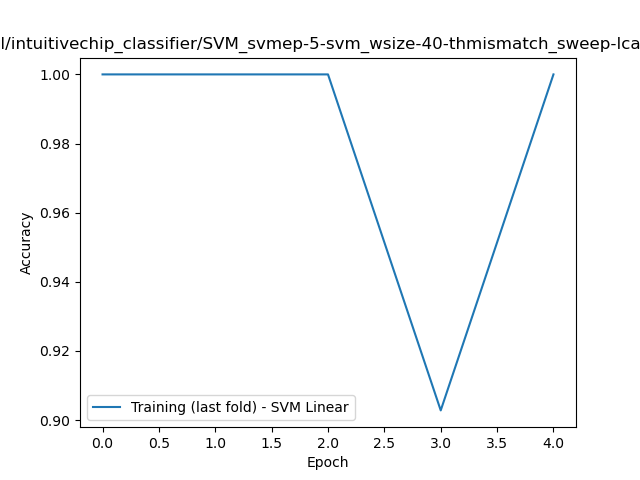 l/intuitivechip_classifier/SVM_svmep-5-svm_wsize-40-thmismatch_sweep-lca
1.00
0.98
0.96
0.94
0.92
0.90
Accuracy
Training (last fold) - SVM Linear
0.0 0.5 1.0 1.5 2.0 2.5 3.0 3.5 4.0
Epoch